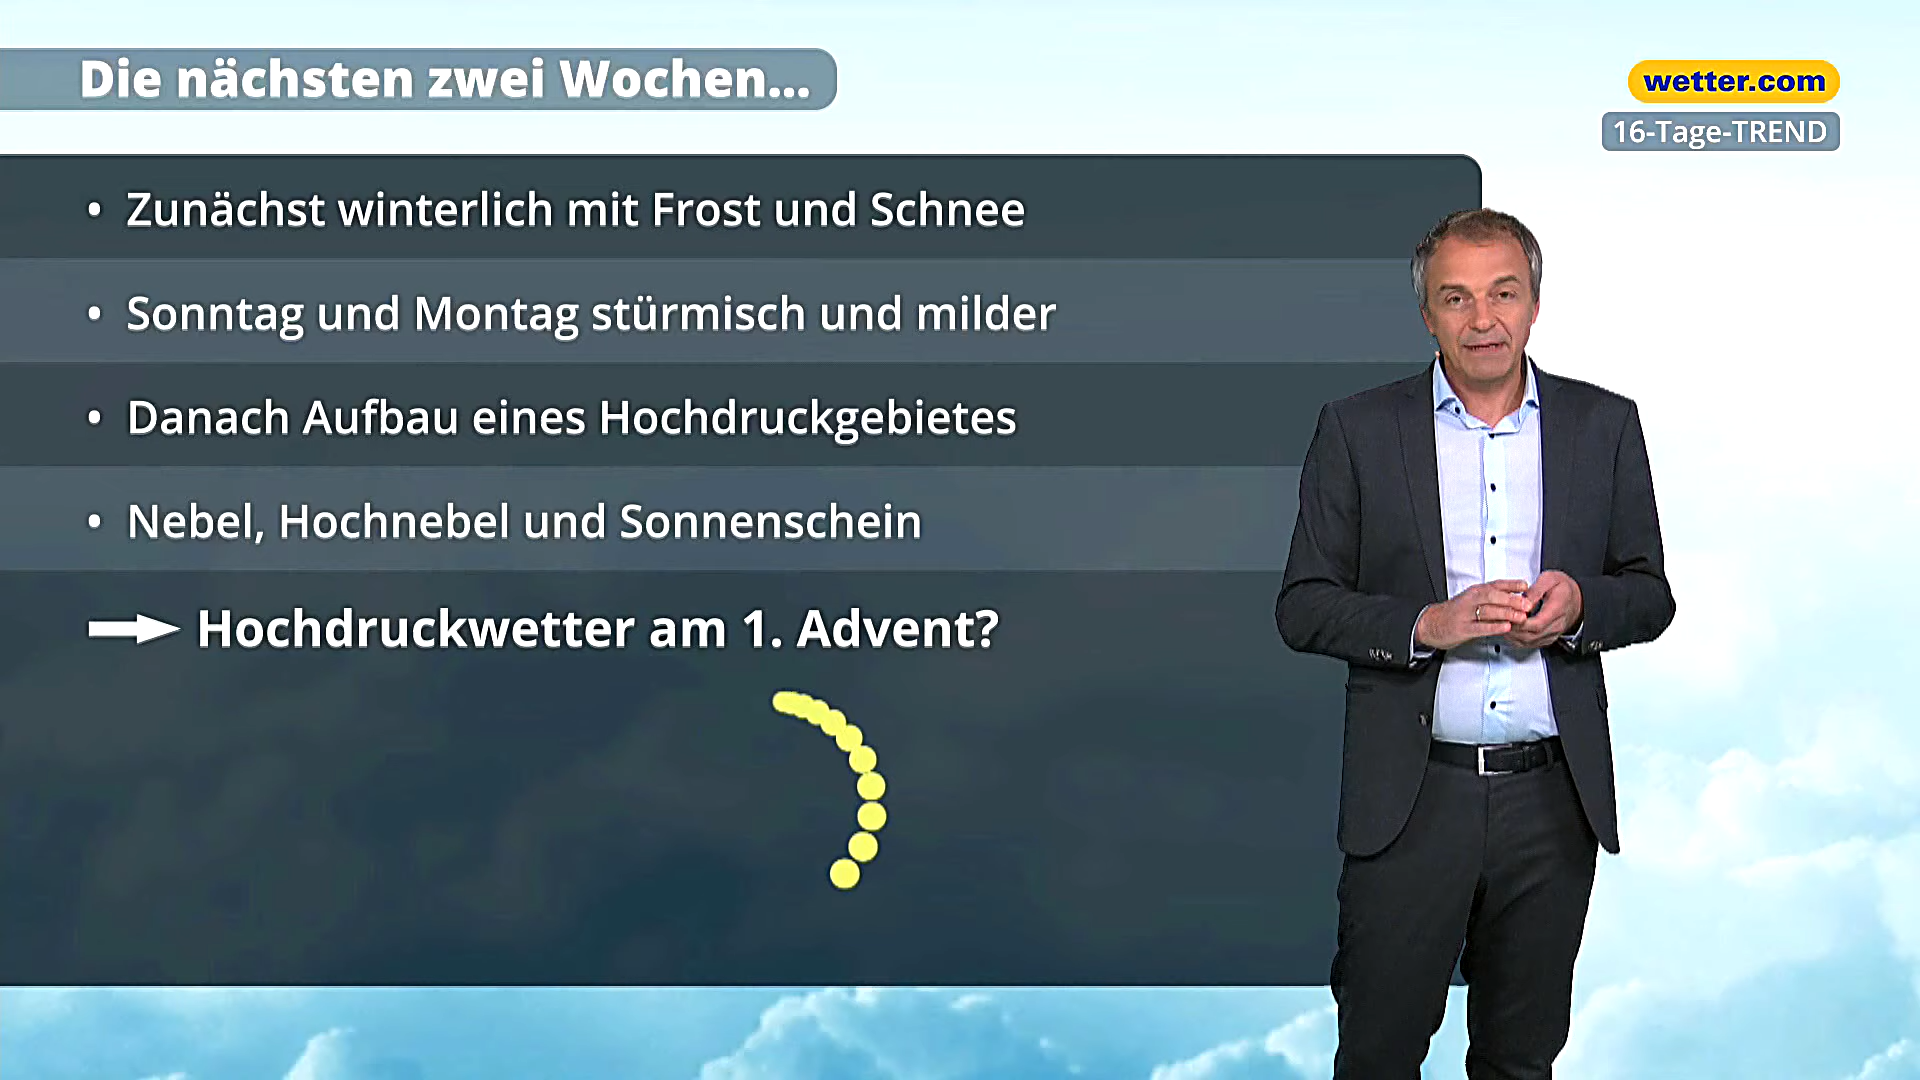 Die nächsten zwei Wochen...
wetter.com
16-Tage-TREND
• Zunächst winterlich mit Frost und Schnee
• Sonntag und Montag stürmisch und milder
• Danach Aufbau eines Hochdruckgebietes
• Nebel, Hochnebel und Sonnenschein
Hochdruckwetter am 1. Advent?